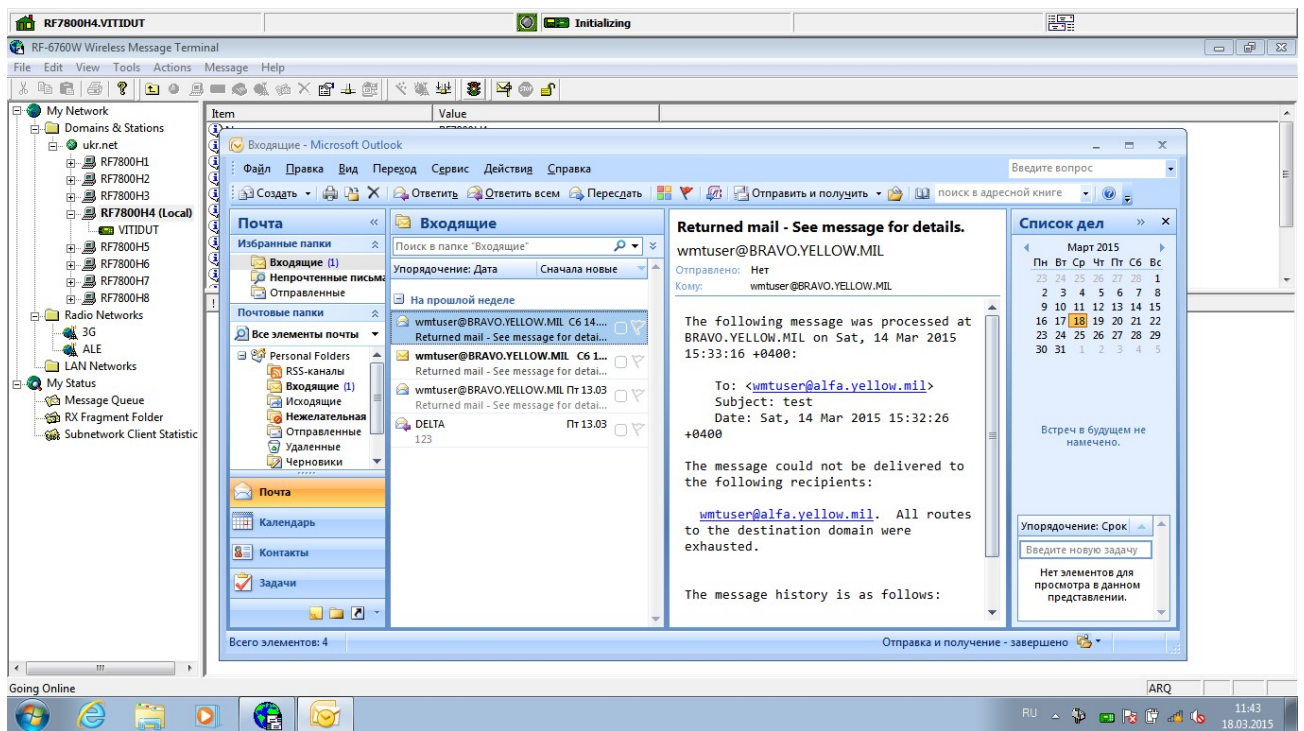 RF7800H4.VITIDUT
Initializing
RF-6760W Wireless Message Terminal
File Edit View Tools Actions Message Help
My Network
Domains & Stations
ukr.net
RF7800H1
RF7800H2
RF7800H3
RF7800H4 (Local)
VITIDUT
RF7800H5
RF7800H6
RF7800H7
RF7800H8
Radio Networks
3G
ALE
LAN Networks
My Status
Message Queue
RX Fragment Folder
Subnetwork Client Statistic
Item Value
Входящие - Microsoft Outlook
Файл Правка Вид Переход Сервис Действия Справка
Введите вопрос
Создать Ответить Ответить всем Переслать Отправить и получить поиск в адресной книге
Почта
Избранные папки
Входящие (1)
Непрочтенные письма
Отправленные
Почтовые папки
Все элементы почты
Personal Folders
RSS-каналы
Входящие (1)
Исходящие
Нежелательная
Отправленные
Удаленные
Черновики
Почта
Календарь
Контакты
Задачи
Входящие
Поиск в папке "Входящие"
Упорядочение: Дата Сначала новые
На прошлой неделе
wmtuser@BRAVO.YELLOW.MIL Сб 14....
Returned mail - See message for detai...
wmtuser@BRAVO.YELLOW.MIL Сб 1...
Returned mail - See message for detai...
wmtuser@BRAVO.YELLOW.MIL Пт 13.03
Returned mail - See message for detai...
DELTA Пт 13.03
123
Returned mail - See message for details.
wmtuser@BRAVO.YELLOW.MIL
Отправлено: Нет
Кому: wmtuser@BRAVO.YELLOW.MIL
The following message was processed at
BRAVO.YELLOW.MIL on Sat, 14 Mar 2015
15:33:16 +0400:
To: <wmtuser@alfa.yellow.mil>
Subject: test
Date: Sat, 14 Mar 2015 15:32:26
+0400
The message could not be delivered to
the following recipients:
wmtuser@alfa.yellow.mil. All routes
to the destination domain were
exhausted.
The message history is as follows:
Список дел
Март 2015
Пн Вт Ср Чт Пт Сб Вс
23 24 25 26 27 28 1
2 3 4 5 6 7 8
9 10 11 12 13 14 15
16 17 18 19 20 21 22
23 24 25 26 27 28 29
30 31 1 2 3 4 5
Встреч в будущем не
намечено.
Упорядочение: Срок
Введите новую задачу
Нет элементов для
просмотра в данном
представлении.
Всего элементов: 4
Отправка и получение - завершено
Going Online
ARQ
RU
11:43
18.03.2015